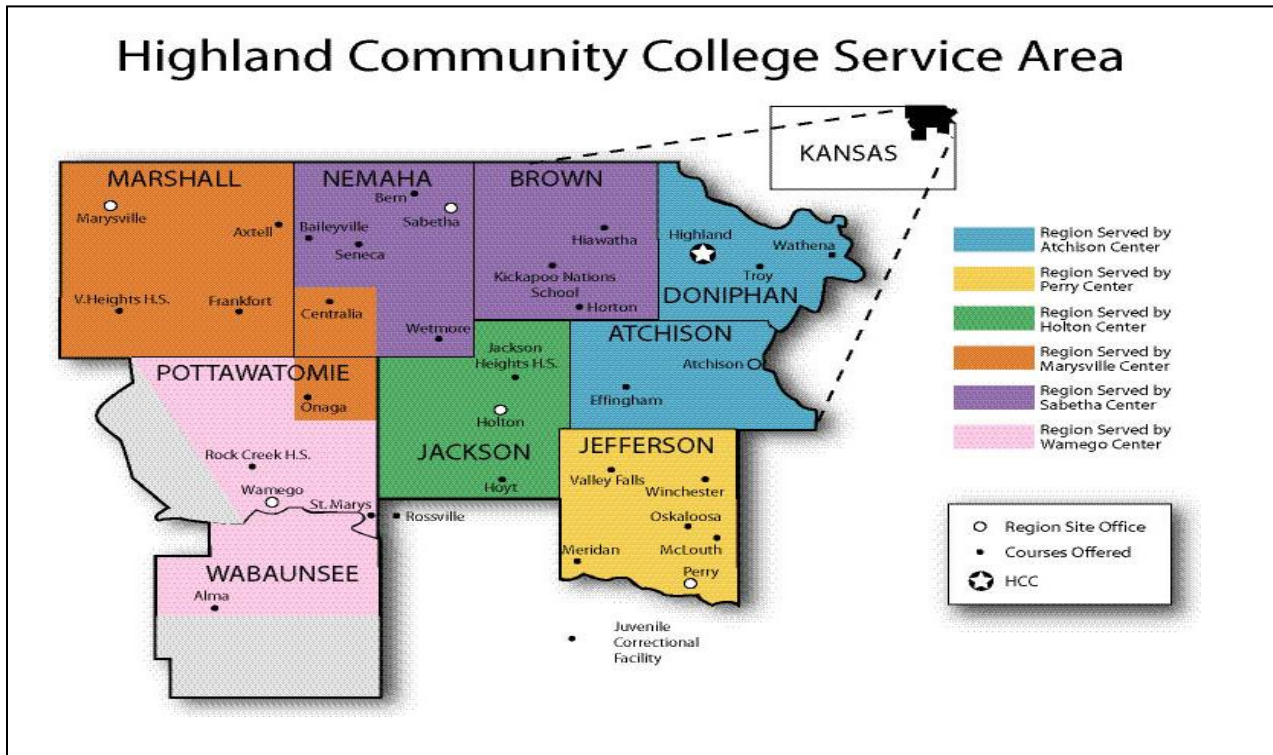 Highland Community College Service Area
KANSAS
MARSHALL
NEMAHA
BROWN
Bern
Marysville
Sabetha
Axtell
Baileyville
Seneca
Hiawatha
Highland
Wathena
Troy
Kickapoo Nations
School
DONIPHAN
V.Heights H.S.
Frankfort
Centralia
Horton
Wetmore
ATCHISON
Jackson
Heights H.S.
Atchison
POTTAWATOMIE
Effingham
Onaga
Holton
JACKSON
JEFFERSON
Rock Creek H.S.
Hoyt
Valley Falls
Winchester
Wamego
St. Marys
Rossville
Oskaloosa
Meridan
McLouth
Perry
WABAUNSEE
Alma
Juvenile
Correctional
Facility
Region Served by
Atchison Center
Region Served by
Perry Center
Region Served by
Holton Center
Region Served by
Marysville Center
Region Served by
Sabetha Center
Region Served by
Wamego Center
Region Site Office
Courses Offered
HCC